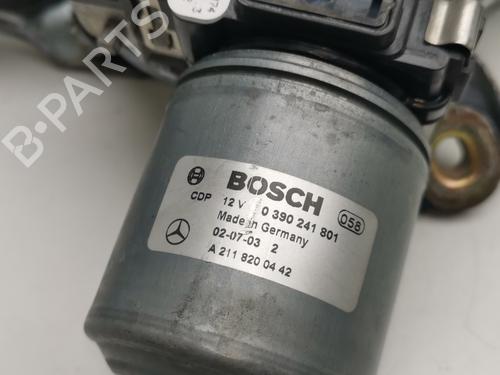 B-PARTS
BOSCH
CDP 12 V 0 390 241 801 058
Made in Germany
02-07-03 2
A 211 820 04 42